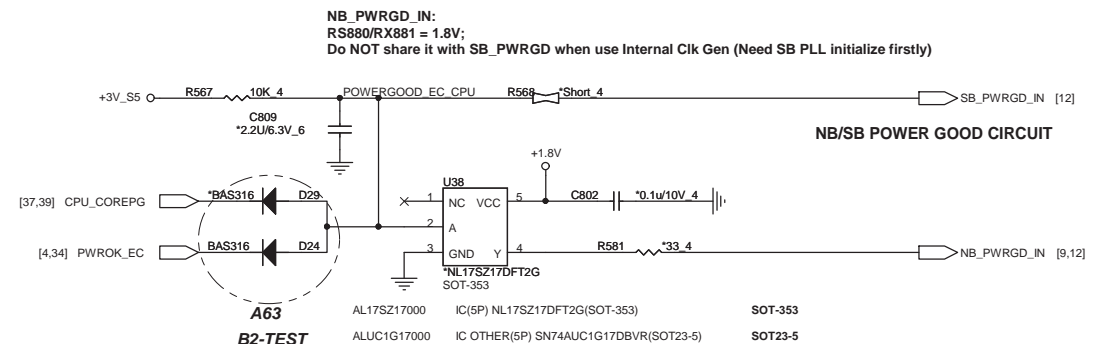 NB_PWRGD_IN:
RS880/RX881 = 1.8V;
Do NOT share it with SB_PWRGD when use Internal Clk Gen (Need SB PLL initialize firstly)
+3V_S5
R567
10K_4
POWERGOOD_EC_CPU
R568
*Short_4
SB_PWRGD_IN [12]
C809
*2.2U/6.3V_6
NB/SB POWER GOOD CIRCUIT
+1.8V
U38
[37,39] CPU_COREPG
*BAS316
D29
1
NC
VCC
5
C802
*0.1u/10V_4
2
A
[4,34] PWROK_EC
BAS316
D24
3
GND
Y
4
R581
*33_4
NB_PWRGD_IN [9,12]
*NL17SZ17DFT2G
SOT-353
A63
B2-TEST
AL17SZ17000 IC(5P) NL17SZ17DFT2G(SOT-353) SOT-353
ALUC1G17000 IC OTHER(5P) SN74AUC1G17DBVR(SOT23-5) SOT23-5